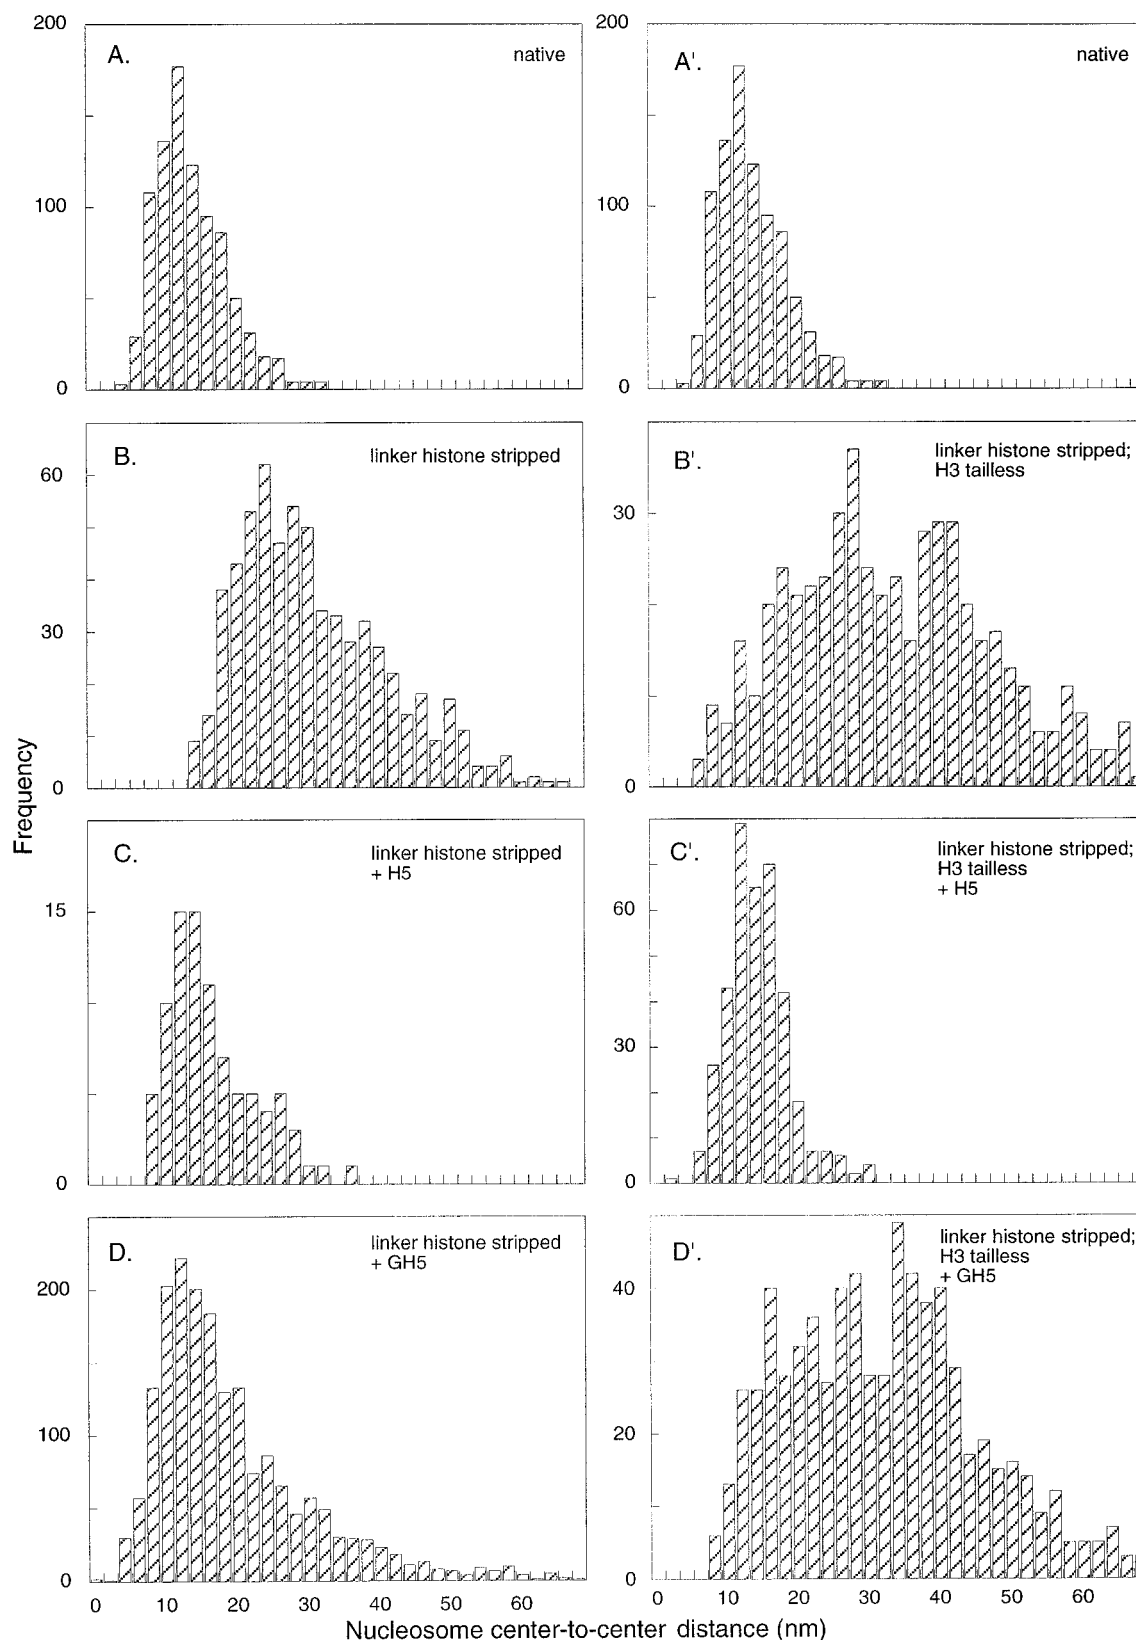 200
A.
native
100
0
200
A'.
native
100
0
B.
linker histone stripped
60
30
0
B'.
linker histone stripped;
H3 tailless
30
0
Frequency
C.
linker histone stripped
+ H5
15
0
C'.
linker histone stripped;
H3 tailless
+ H5
60
30
0
D.
linker histone stripped
+ GH5
200
100
0
0 10 20 30 40 50 60
D'.
linker histone stripped;
H3 tailless
+ GH5
40
20
0
0 10 20 30 40 50 60
Nucleosome center-to-center distance (nm)